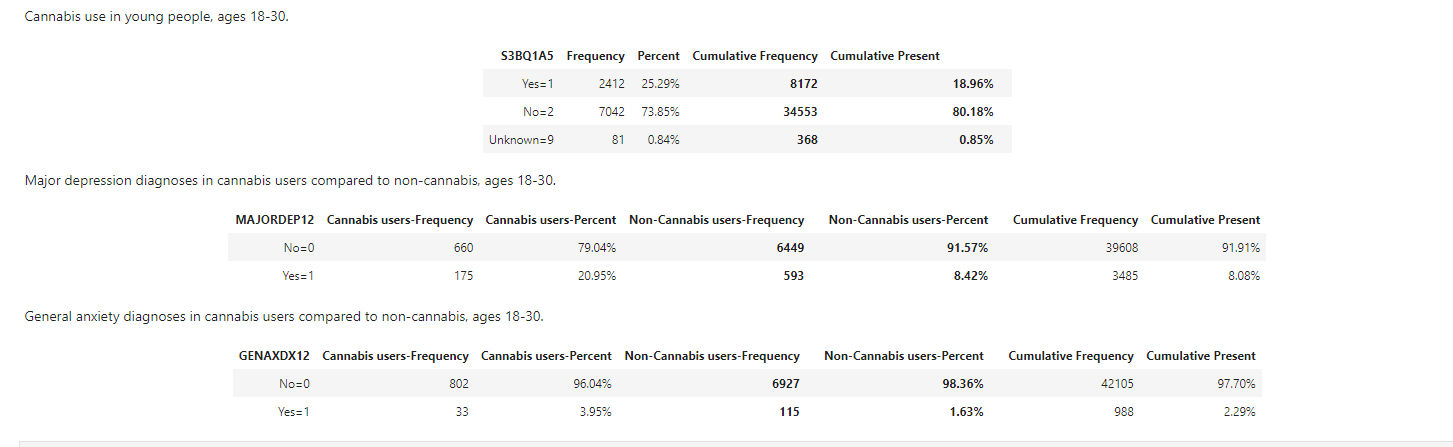 Cannabis use in young people, ages 18-30.
S3BQ1A5 Frequency Percent Cumulative Frequency Cumulative Present
Yes=1 2412 25.29% 8172 18.96%
No=2 7042 73.85% 34553 80.18%
Unknown=9 81 0.84% 368 0.85%
Major depression diagnoses in cannabis users compared to non-cannabis, ages 18-30.
MAJORDEP12 Cannabis users-Frequency Cannabis users-Percent Non-Cannabis users-Frequency Non-Cannabis users-Percent Cumulative Frequency Cumulative Present
No=0 660 79.04% 6449 91.57% 39608 91.91%
Yes=1 175 20.95% 593 8.42% 3485 8.08%
General anxiety diagnoses in cannabis users compared to non-cannabis, ages 18-30.
GENAXDX12 Cannabis users-Frequency Cannabis users-Percent Non-Cannabis users-Frequency Non-Cannabis users-Percent Cumulative Frequency Cumulative Present
No=0 802 96.04% 6927 98.36% 42105 97.70%
Yes=1 33 3.95% 115 1.63% 988 2.29%